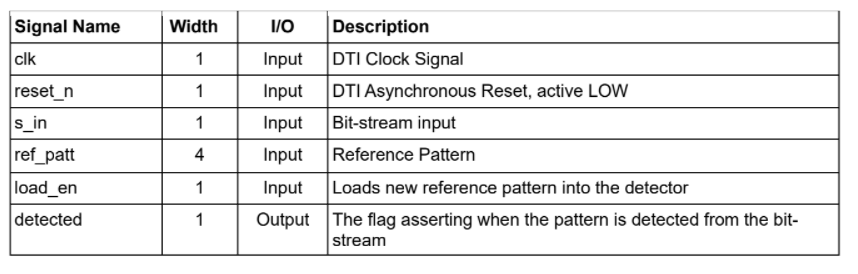 Signal Name Width I/O Description
clk 1 Input DTI Clock Signal
reset_n 1 Input DTI Asynchronous Reset, active LOW
s_in 1 Input Bit-stream input
ref_patt 4 Input Reference Pattern
load_en 1 Input Loads new reference pattern into the detector
detected 1 Output The flag asserting when the pattern is detected from the bit-
stream